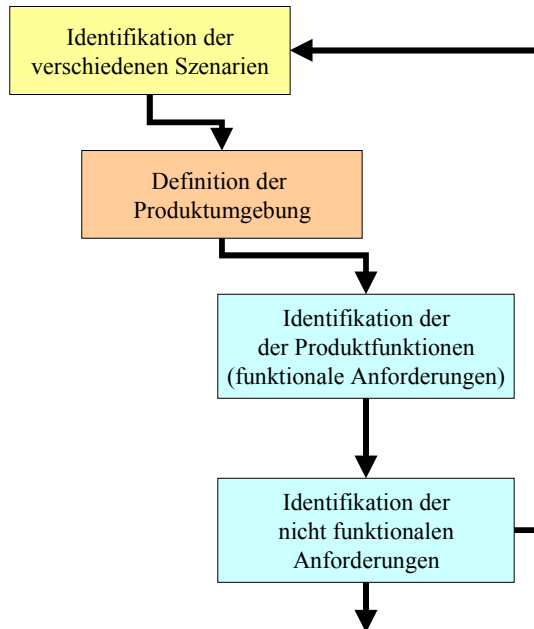 Identifikation der
verschiedenen Szenarien
Definition der
Produktumgebung
Identifikation der
der Produktfunktionen
(funktionale Anforderungen)
Identifikation der
nicht funktionalen
Anforderungen